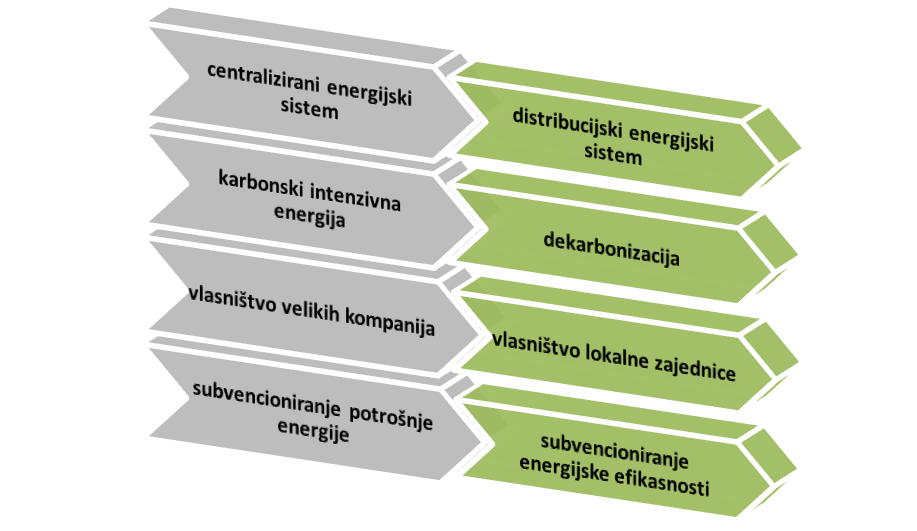 centralizirani energijski
sistem
distribucijski energijski
sistem
karbonski intenzivna
energija
dekarbonizacija
vlasništvo velikih kompanija
vlasništvo lokalne zajednice
subvencioniranje potrošnje
energije
subvencioniranje
energijske efikasnosti